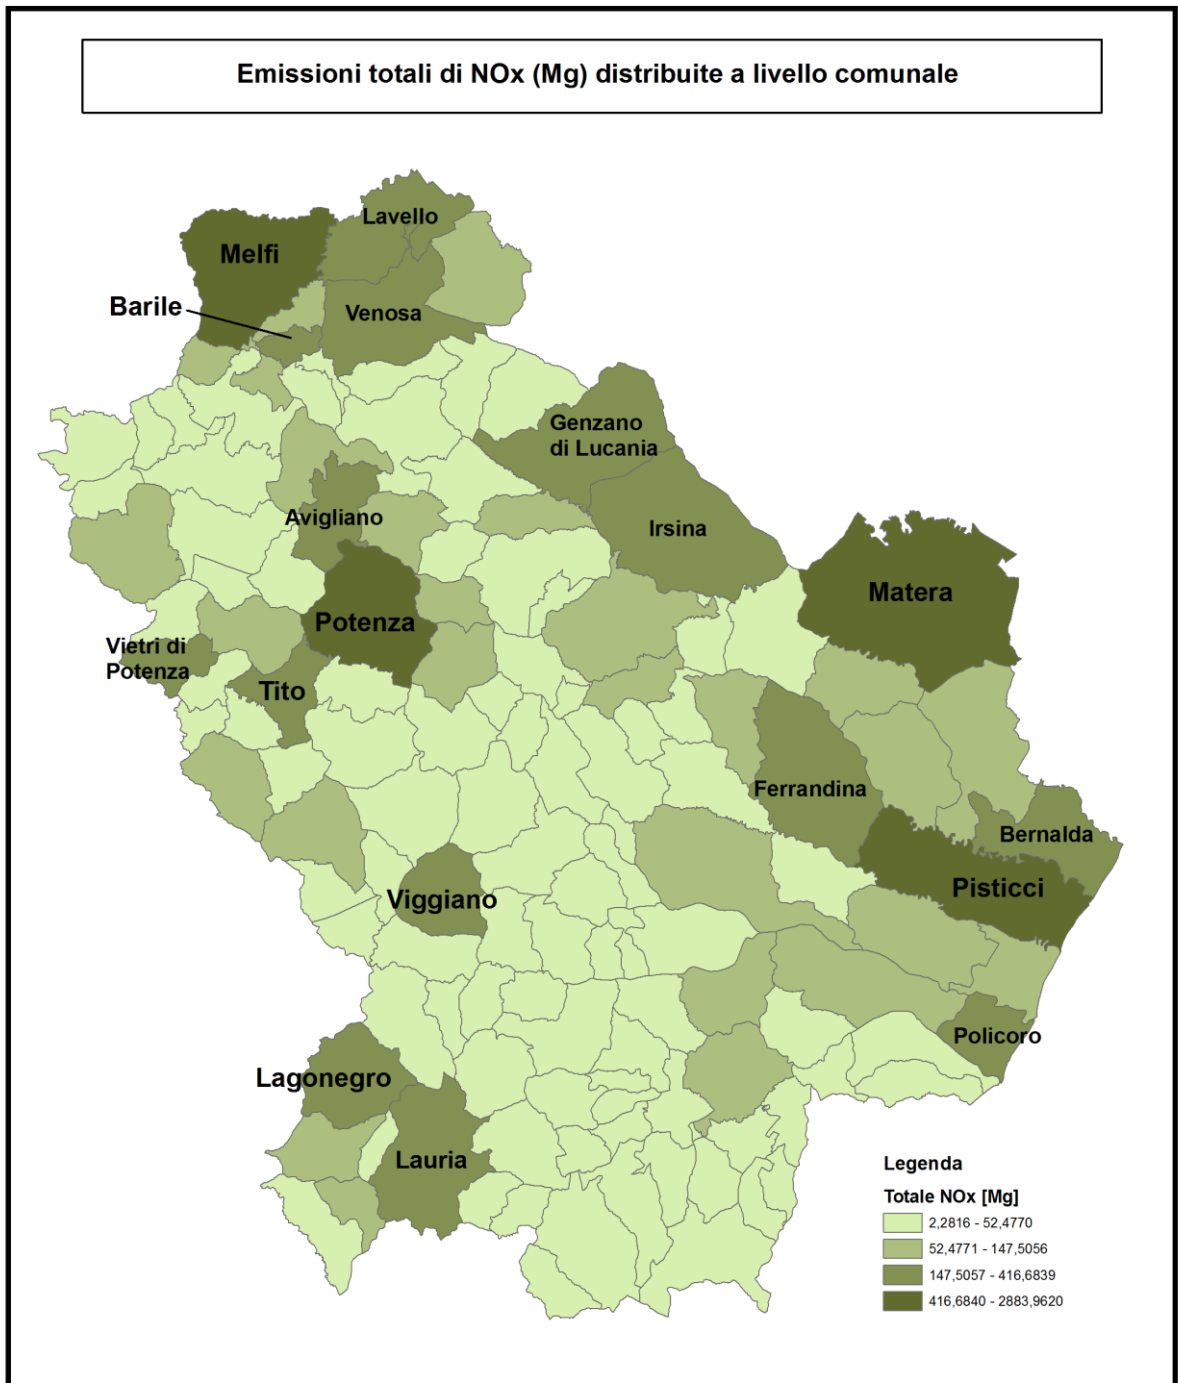 Emissioni totali di NOx (Mg) distribuite a livello comunale
Lavello
Melfi
Barile
Venosa
Genzano
di Lucania
Avigliano
Irsina
Matera
Potenza
Vietri di
Potenza
Tito
Ferrandina
Bernalda
Pisticci
Viggiano
Policoro
Lagonegro
Lauria
Legenda
Totale NOx [Mg]
2,2816 - 52,4770
52,4771 - 147,5056
147,5057 - 416,6839
416,6840 - 2883,9620